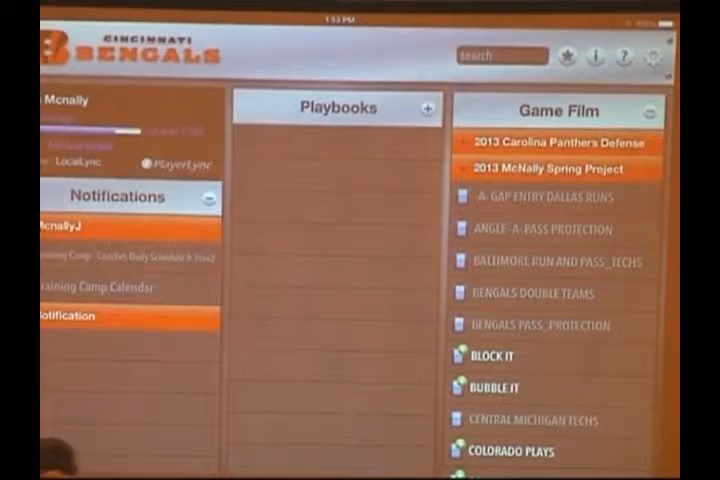 1:53 PM
CINCINNATI
BENGALS
search
i
?
Mcnally
LocalLync
PlayerLync
Notifications
McnallyJ
Training Camp Calendar
Notification
Playbooks
Game Film
2013 Carolina Panthers Defense
2013 McNally Spring Project
A- GAP ENTRY DALLAS RUNS
ANGLE-A-PASS PROTECTION
BALTIMORE RUN AND PASS_TECHS
BENGALS DOUBLE TEAMS
BENGALS PASS_PROTECTION
BLOCK IT
BUBBLE IT
CENTRAL MICHIGAN TECHS
COLORADO PLAYS